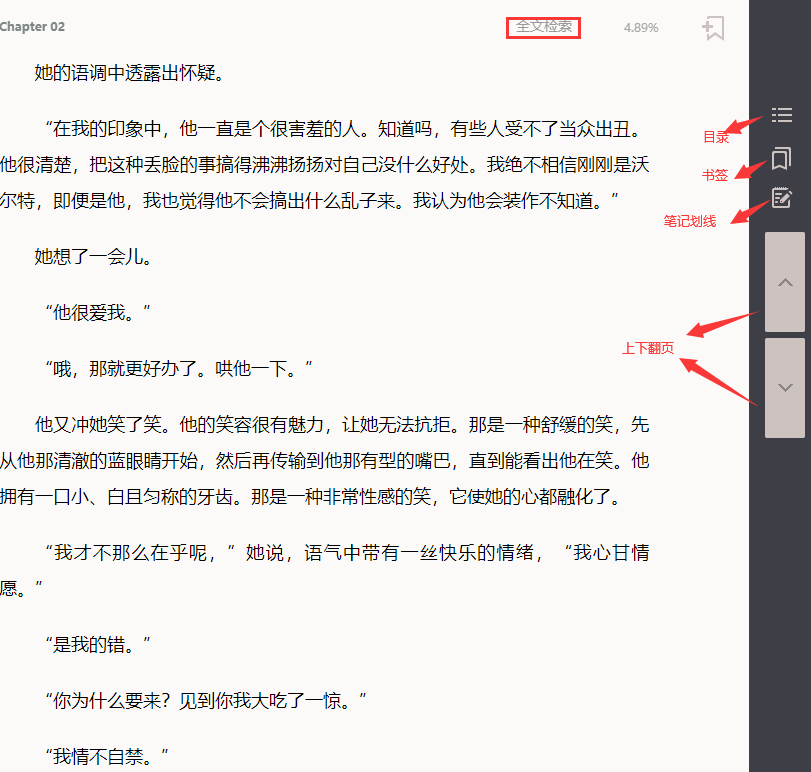 Chapter 02 全文检索 4.89%
她的语调中透露出怀疑。
“在我的印象中，他一直是个很害羞的人。知道吗，有些人受不了当众出丑。
他很清楚，把这种丢脸的事搞得沸沸扬扬对自己没什么好处。我绝不相信刚刚是沃
尔特，即便是他，我也觉得他不会搞出什么乱子来。我认为他会装作不知道。”
她想了一会儿。
“他很爱我。”
“哦，那就更好办了。哄他一下。”
他又冲她笑了笑。他的笑容很有魅力，让她无法抗拒。那是一种舒缓的笑，先
从他那清澈的蓝眼睛开始，然后再传输到他那有型的嘴巴，直到能看出他在笑。他
拥有一口小、白且匀称的牙齿。那是一种非常性感的笑，它使她的心都融化了。
“我才不那么在乎呢，”她说，语气中带有一丝快乐的情绪，“我心甘情
愿。”
“是我的错。”
“你为什么要来？见到你我大吃了一惊。”
“我情不自禁。”
目录
书签
笔记划线
上下翻页